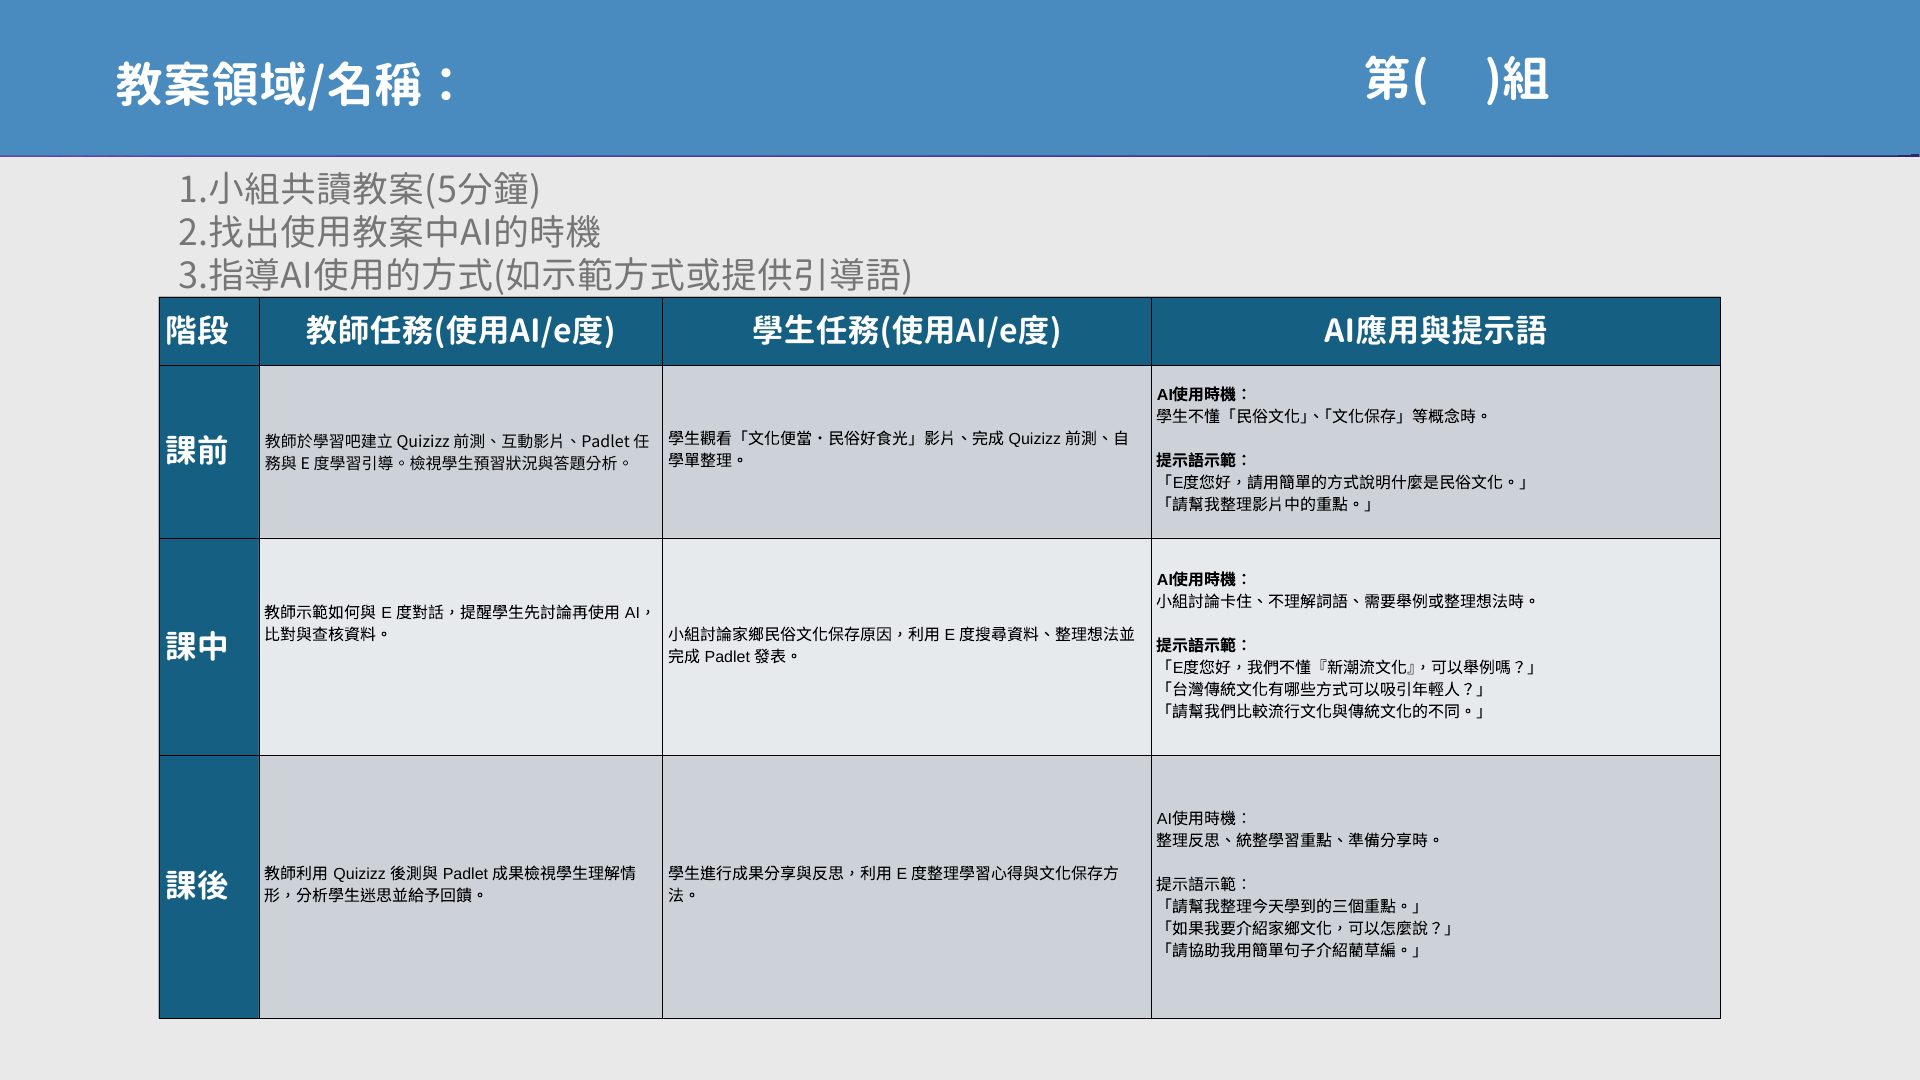 教案領域/名稱：
第(　)組
1.小組共讀教案(5分鐘)
2.找出使用教案中AI的時機
3.指導AI使用的方式(如示範方式或提供引導語)
階段
教師任務(使用AI/e度)
學生任務(使用AI/e度)
AI應用與提示語
課前
教師於學習吧建立 Quizizz 前測、互動影片、Padlet 任
務與 E 度學習引導。檢視學生預習狀況與答題分析。
學生觀看「文化便當・民俗好食光」影片、完成 Quizizz 前測、自
學單整理。
AI使用時機：
學生不懂「民俗文化」、「文化保存」等概念時。
提示語示範：
「E度您好，請用簡單的方式說明什麼是民俗文化。」
「請幫我整理影片中的重點。」
課中
教師示範如何與 E 度對話，提醒學生先討論再使用 AI，
比對與查核資料。
小組討論家鄉民俗文化保存原因，利用 E 度搜尋資料、整理想法並
完成 Padlet 發表。
AI使用時機：
小組討論卡住、不理解詞語、需要舉例或整理想法時。
提示語示範：
「E度您好，我們不懂『新潮流文化』，可以舉例嗎？」
「台灣傳統文化有哪些方式可以吸引年輕人？」
「請幫我們比較流行文化與傳統文化的不同。」
課後
教師利用 Quizizz 後測與 Padlet 成果檢視學生理解情
形，分析學生迷思並給予回饋。
學生進行成果分享與反思，利用 E 度整理學習心得與文化保存方
法。
AI使用時機：
整理反思、統整學習重點、準備分享時。
提示語示範：
「請幫我整理今天學到的三個重點。」
「如果我要介紹家鄉文化，可以怎麼說？」
「請協助我用簡單句子介紹藺草編。」